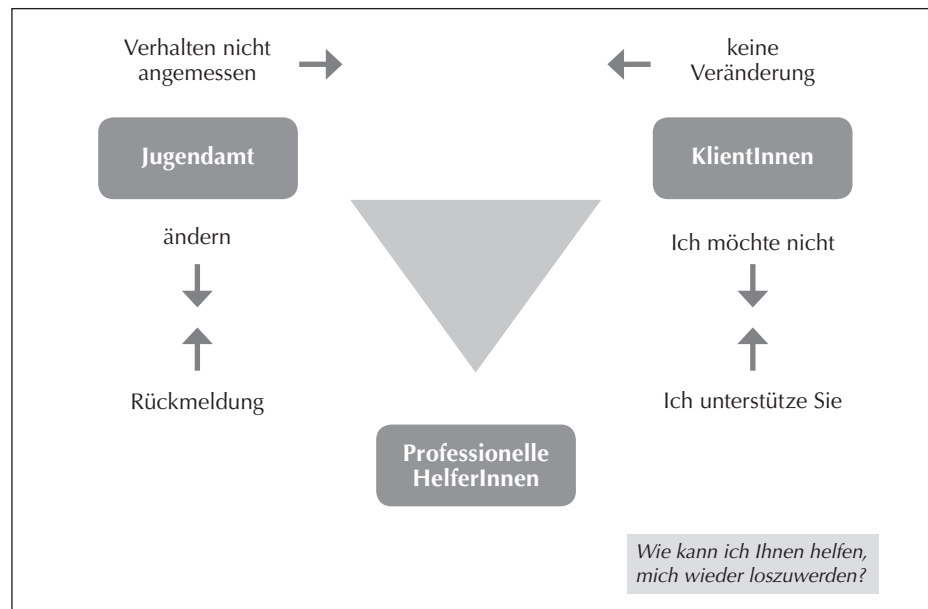 Verhalten nicht
angemessen
keine
Veränderung
Jugendamt
KlientInnen
ändern
Ich möchte nicht
Rückmeldung
Ich unterstütze Sie
Professionelle
HelferInnen
Wie kann ich Ihnen helfen,
mich wieder loszuwerden?